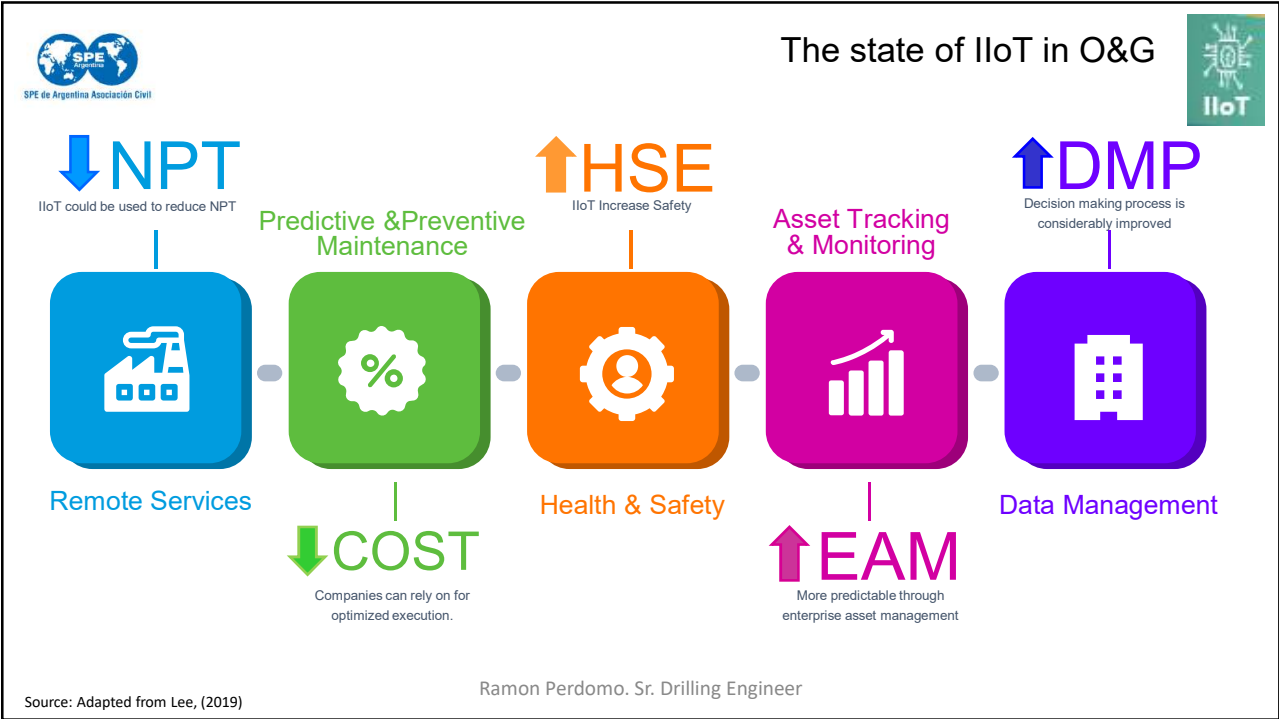 SPE
Argentina
SPE de Argentina Asociación Civil
The state of IIoT in O&G
IIoT
NPT
IIoT could be used to reduce NPT
Predictive &Preventive
Maintenance
HSE
IIoT Increase Safety
Asset Tracking
& Monitoring
DMP
Decision making process is
considerably improved
%
Remote Services
COST
Companies can rely on for
optimized execution.
Health & Safety
EAM
More predictable through
enterprise asset management
Data Management
Ramon Perdomo. Sr. Drilling Engineer
Source: Adapted from Lee, (2019)